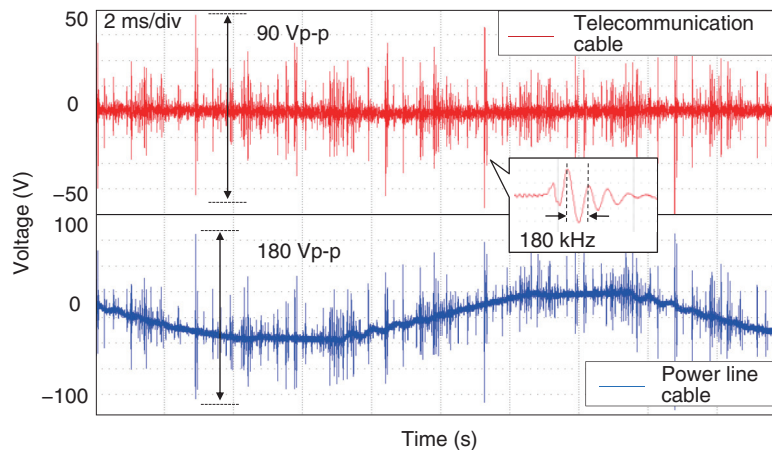 2 ms/div
50
0
−50
90 Vp-p
Telecommunication
cable
180 kHz
Voltage (V)
100
0
−100
180 Vp-p
Power line
cable
Time (s)